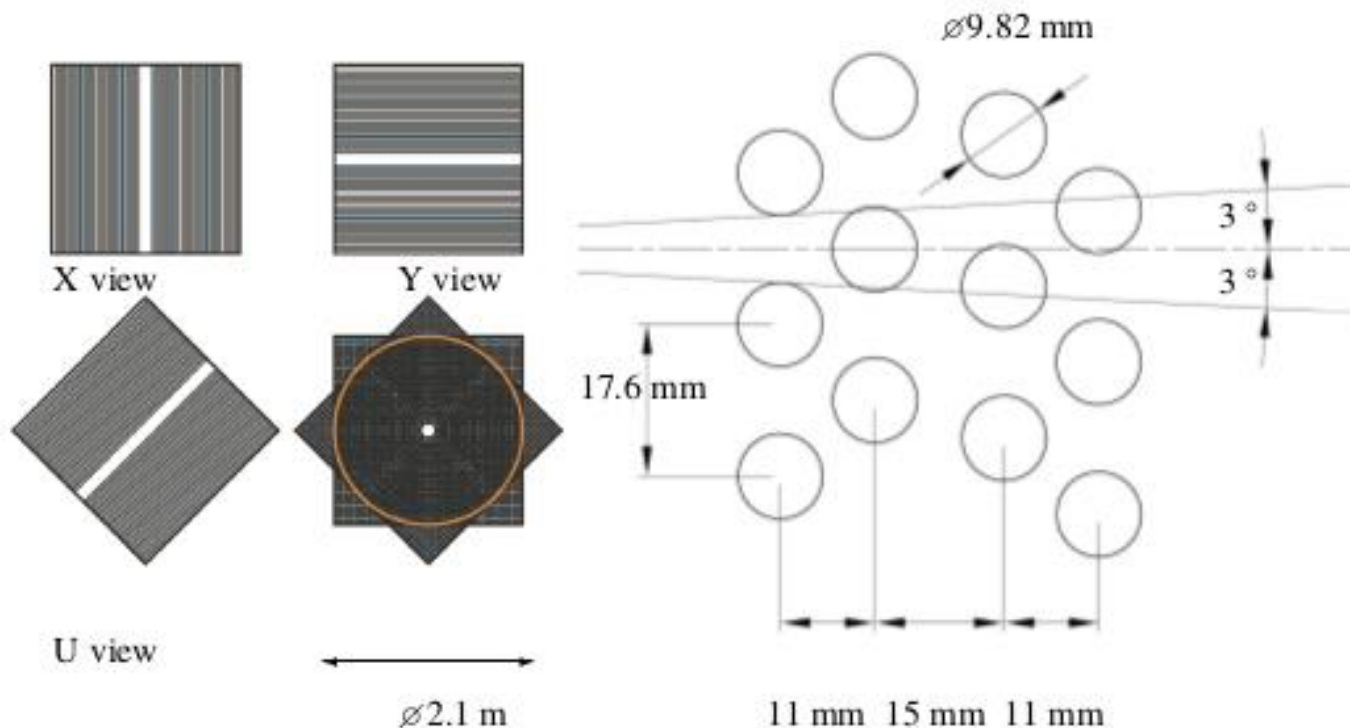 ⌀9.82 mm
X view
Y view
3°
3°
17.6 mm
U view
⌀2.1 m
11 mm 15 mm 11 mm